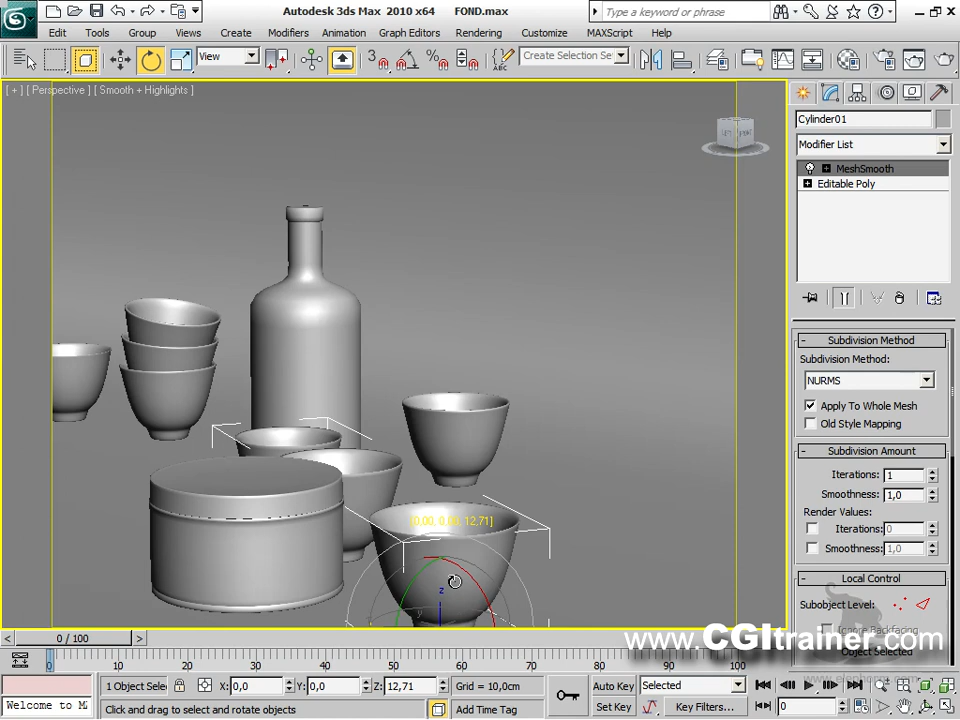 Autodesk 3ds Max 2010 x64 FOND.max
Type a keyword or phrase
Edit Tools Group Views Create Modifiers Animation Graph Editors Rendering Customize MAXScript Help
View
3
ABC
Create Selection Se
[ + ] [ Perspective ] [ Smooth + Highlights ]
Cylinder01
Modifier List
MeshSmooth
Editable Poly
Subdivision Method
Subdivision Method:
NURMS
Apply To Whole Mesh
Old Style Mapping
Subdivision Amount
Iterations: 1
Smoothness: 1,0
Render Values:
Iterations: 0
Smoothness: 1,0
Local Control
Subobject Level:
Ignore Backfacing
[0,00, 0,00, 12,71]
z
0 / 100
www.CGItrainer.com
0 10 20 30 40 50 60 70 80 90 100
1 Object Sele X: 0,0 Y: 0,0 Z: 12,71 Grid = 10,0cm Auto Key Selected
Welcome to M
Click and drag to select and rotate objects Add Time Tag Set Key Key Filters... 0